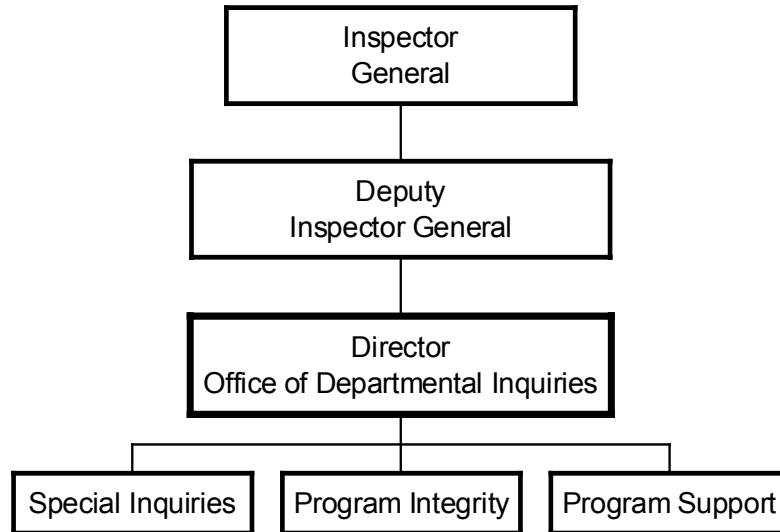 Inspector
General
Deputy
Inspector General
Director
Office of Departmental Inquiries
Special Inquiries
Program Integrity
Program Support